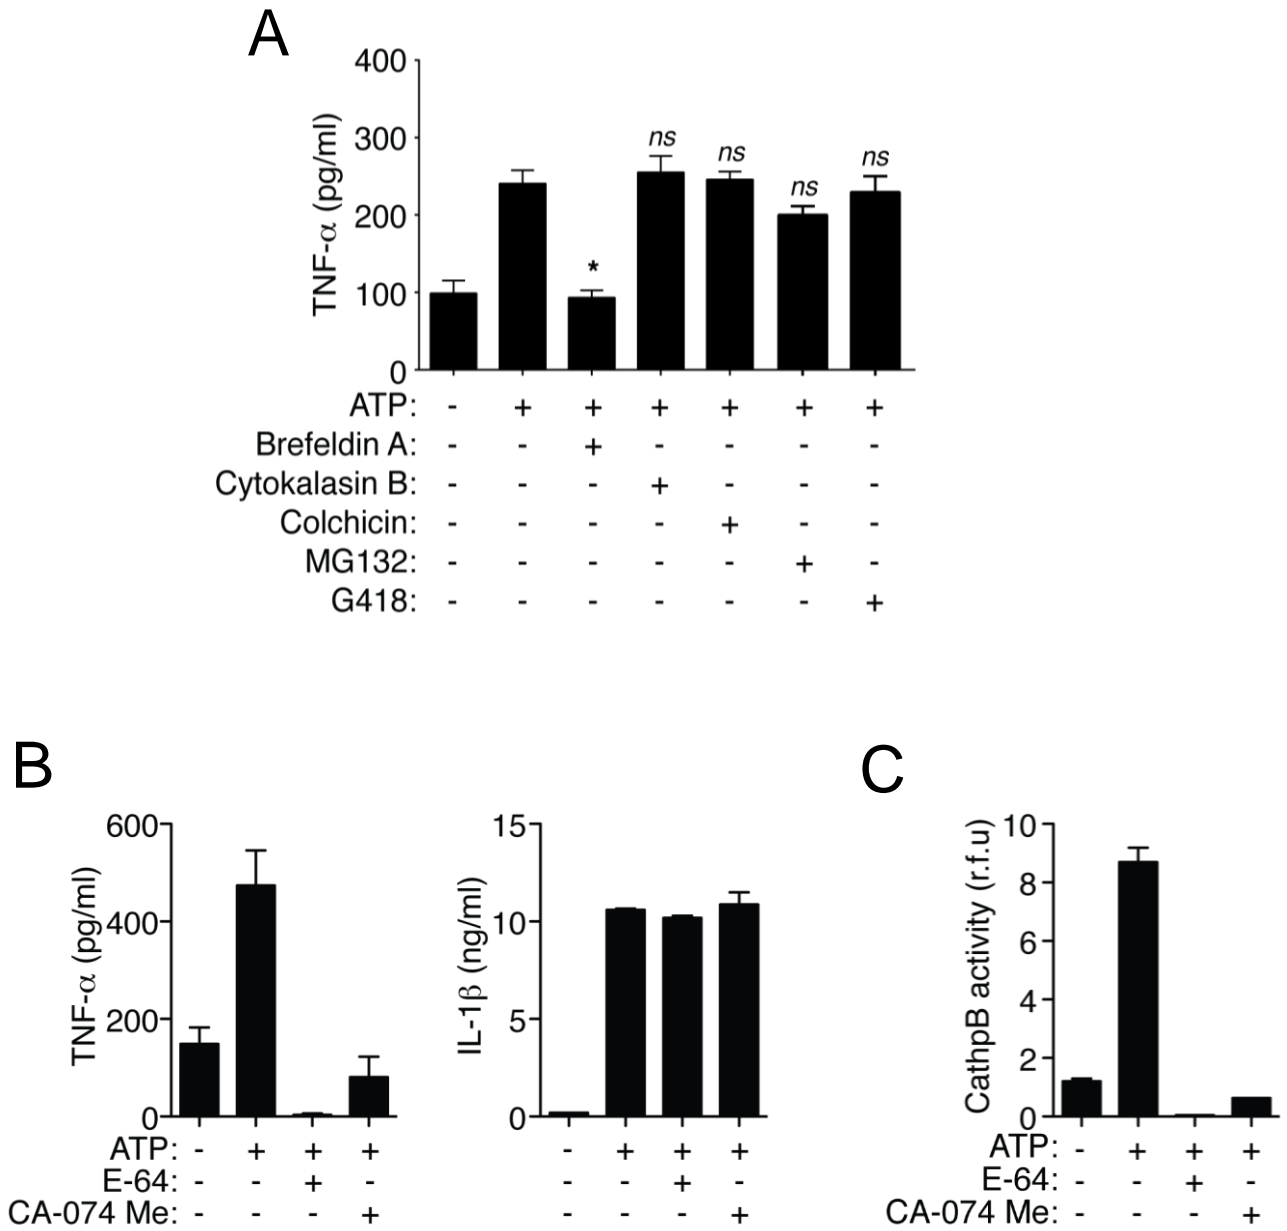 A
400
300
200
100
0
TNF-α (pg/ml)
*
ns
ns
ns
ns
ATP: - + + + + + +
Brefeldin A: - - + - - - -
Cytokalasin B: - - - + - - -
Colchicin: - - - - + - -
MG132: - - - - - + -
G418: - - - - - - +
B
600
400
200
0
TNF-α (pg/ml)
ATP: - + + +
E-64: - - + -
CA-074 Me: - - - +
15
10
5
0
IL-1β (ng/ml)
- + + +
- - + -
- - - +
C
10
8
6
4
2
0
CathpB activity (r.f.u)
ATP: - + + +
E-64: - - + -
CA-074 Me: - - - +